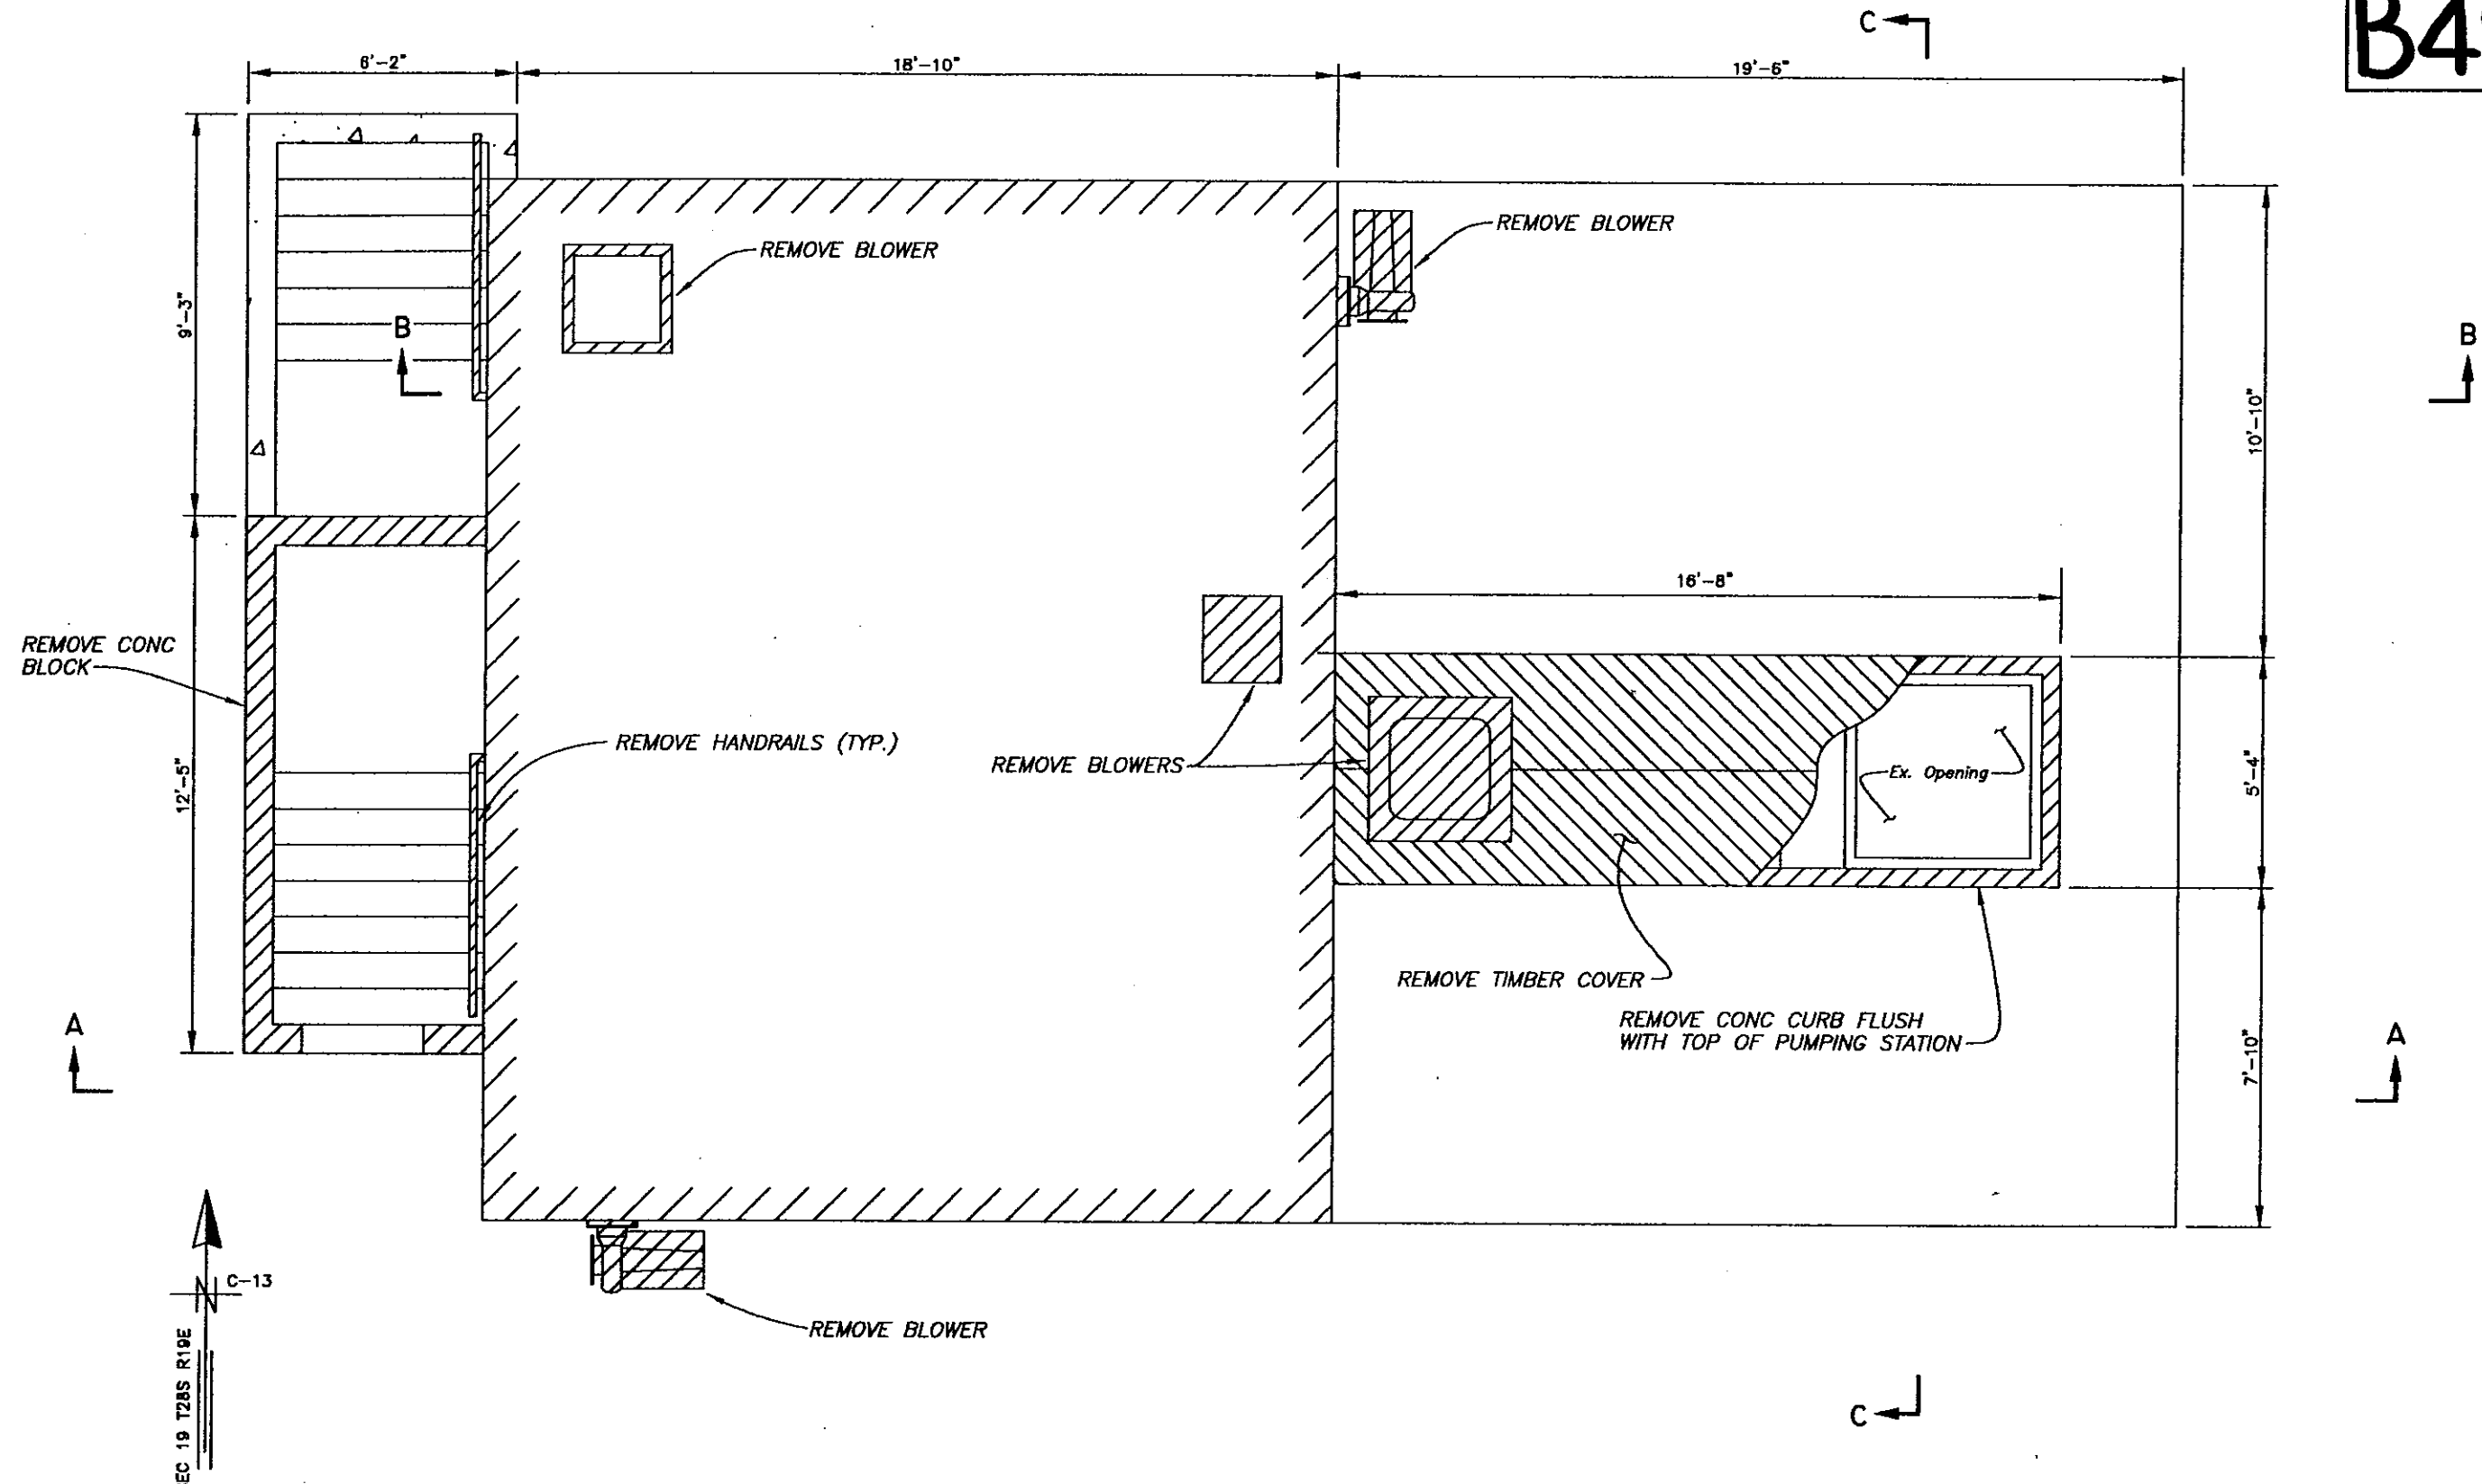 C
B4
6'-2"
18'-10"
19'-6"
REMOVE BLOWER
REMOVE BLOWER
9'-3"
B
B
10'-10"
16'-8"
REMOVE CONC
BLOCK
REMOVE HANDRAILS (TYP.)
REMOVE BLOWERS
Ex. Opening
5'-4"
12'-5"
REMOVE TIMBER COVER
REMOVE CONC CURB FLUSH
WITH TOP OF PUMPING STATION
A
A
7'-10"
N
C-13
REMOVE BLOWER
EC 19 T28S R19E
C